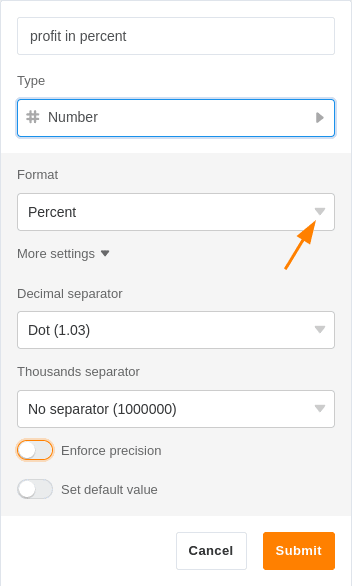 profit in percent
Type
Number
Format
Percent
More settings
Decimal separator
Dot (1.03)
Thousands separator
No separator (1000000)
Enforce precision
Set default value
Cancel
Submit